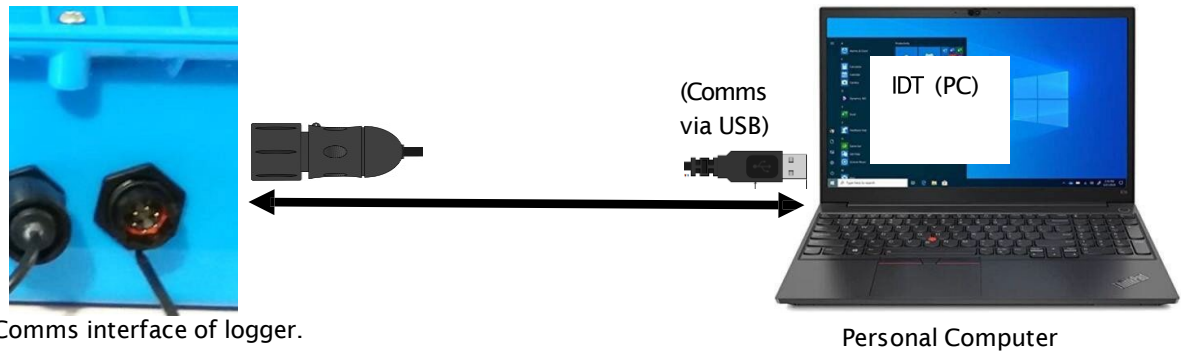 (Comms
via USB)
IDT (PC)
Comms interface of logger.
Personal Computer